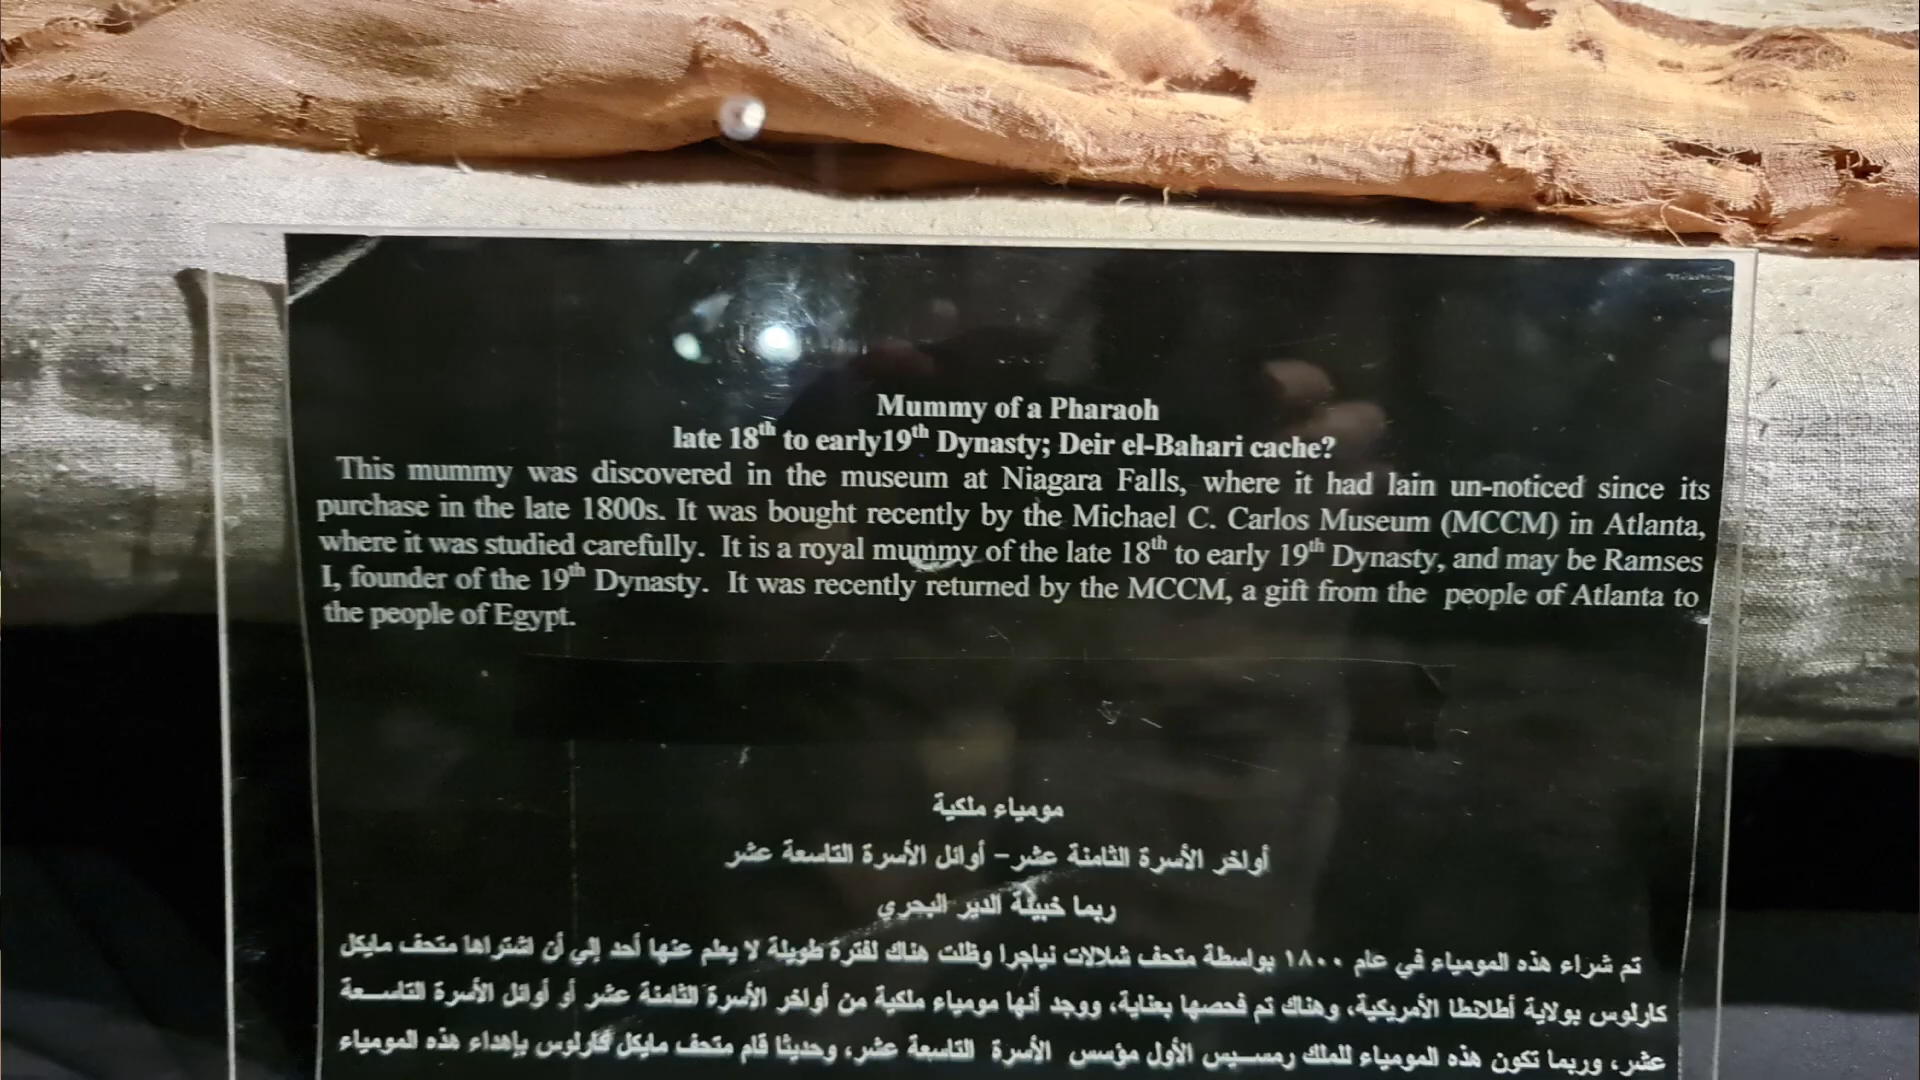 Mummy of a Pharaoh
late 18th to early19th Dynasty; Deir el-Bahari cache?
This mummy was discovered in the museum at Niagara Falls, where it had lain un-noticed since its
purchase in the late 1800s. It was bought recently by the Michael C. Carlos Museum (MCCM) in Atlanta,
where it was studied carefully. It is a royal mummy of the late 18th to early 19th Dynasty, and may be Ramses
I, founder of the 19th Dynasty. It was recently returned by the MCCM, a gift from the people of Atlanta to
the people of Egypt.
مومياء ملكية
أواخر الأسرة الثامنة عشر- أوائل الأسرة التاسعة عشر
ربما خبيئة الدير البحري
تم شراء هذه المومياء في عام ١٨٠٠ بواسطة متحف شلالات نياجرا وظلت هناك لفترة طويلة لا يعلم عنها أحد إلي أن اشتراها متحف مايكل
كارلوس بولاية أطلانطا الأمريكية، وهناك تم فحصها بعناية، ووجد أنها مومياء ملكية من أواخر الأسرة الثامنة عشر أو أوائل الأسرة التاسعة
عشر، وربما تكون هذه المومياء للملك رمسيس الأول مؤسس الأسرة التاسعة عشر، وحديثا قام متحف مايكل كارلوس بإهداء هذه المومياء